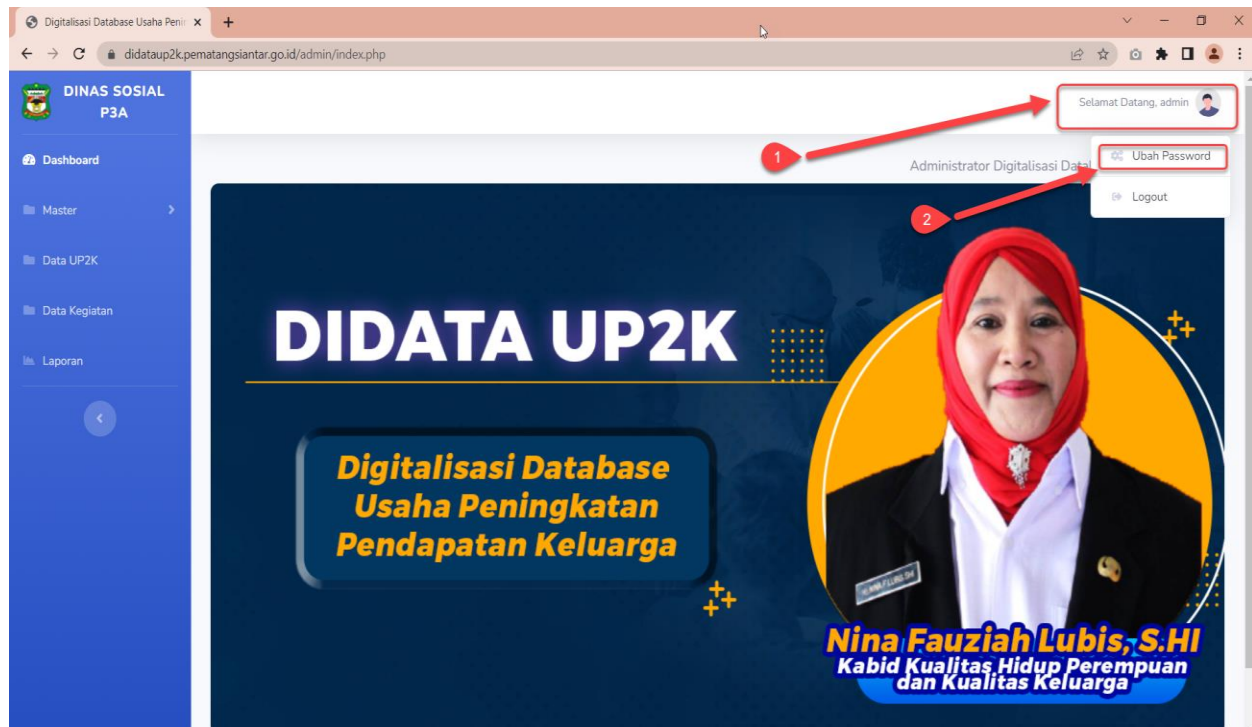 Digitalisasi Database Usaha Penin
didataup2k.pematangsiantar.go.id/admin/index.php
DINAS SOSIAL
P3A
Selamat Datang, admin
1
Dashboard
Administrator Digitalisasi
Ubah Password
Master
Logout
2
Data UP2K
Data Kegiatan
Laporan
DIDATA UP2K
Digitalisasi Database
Usaha Peningkatan
Pendapatan Keluarga
Nina Fauziah Lubis, S.HI
Kabid Kualitas Hidup Perempuan
dan Kualitas Keluarga